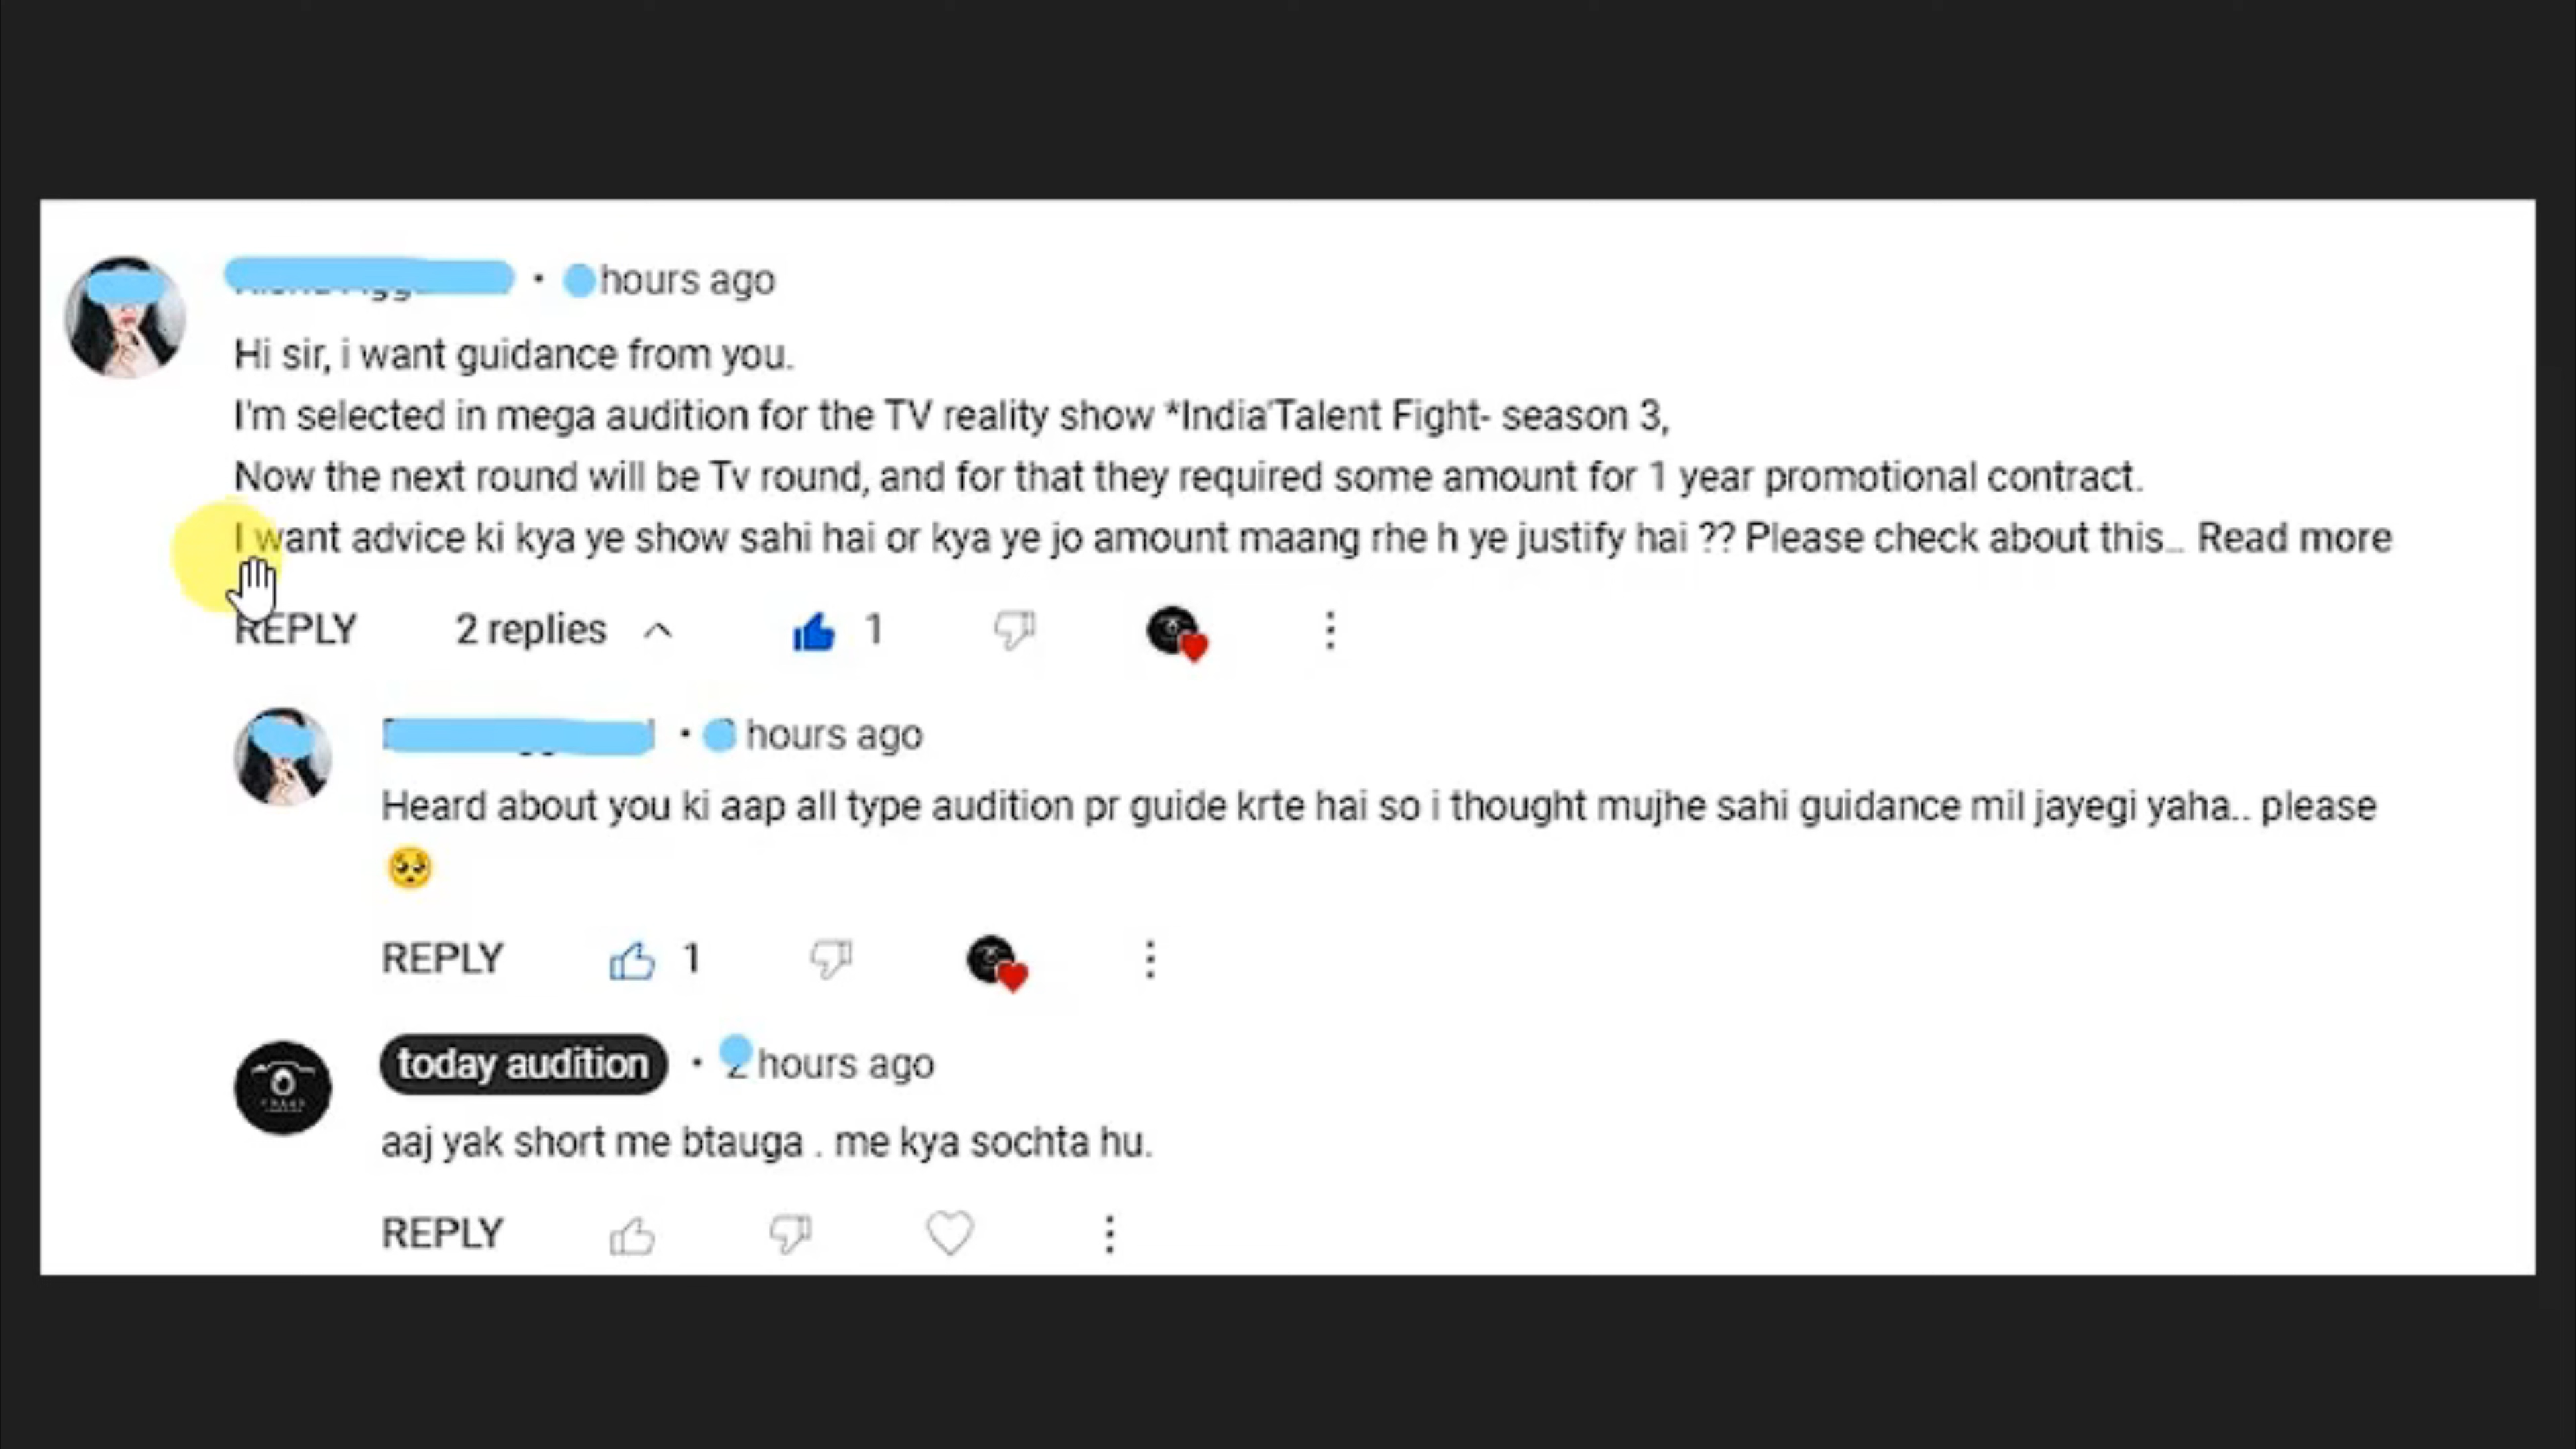 hours ago
Hi sir, i want guidance from you.
I'm selected in mega audition for the TV reality show *India'Talent Fight- season 3,
Now the next round will be Tv round, and for that they required some amount for 1 year promotional contract.
I want advice ki kya ye show sahi hai or kya ye jo amount maang rhe h ye justify hai ?? Please check about this... Read more
REPLY 2 replies 1
hours ago
Heard about you ki aap all type audition pr guide krte hai so i thought mujhe sahi guidance mil jayegi yaha.. please
🥺
REPLY 1
today audition • hours ago
aaj yak short me btauga . me kya sochta hu.
REPLY